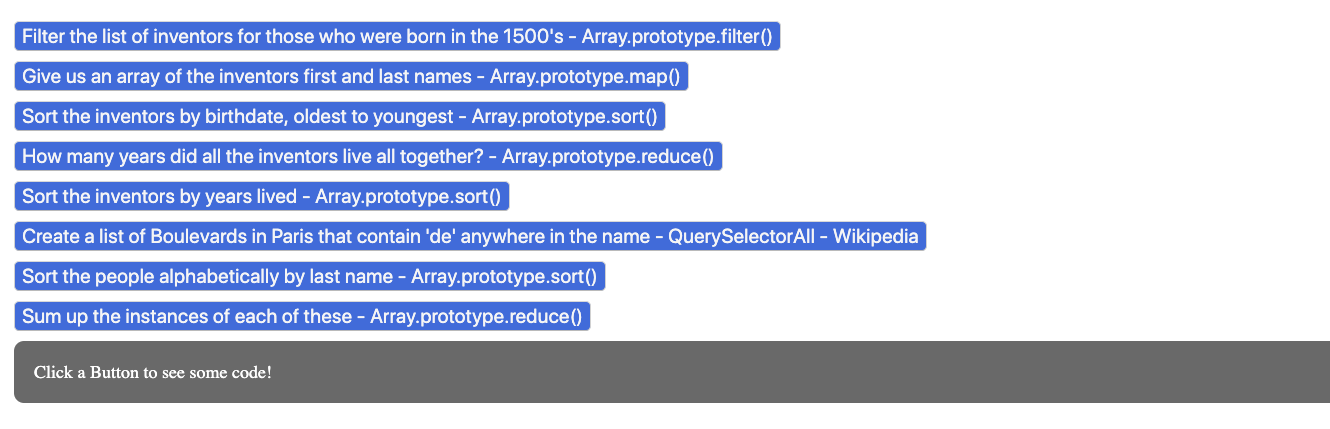 Filter the list of inventors for those who were born in the 1500's - Array.prototype.filter()
Give us an array of the inventors first and last names - Array.prototype.map()
Sort the inventors by birthdate, oldest to youngest - Array.prototype.sort()
How many years did all the inventors live all together? - Array.prototype.reduce()
Sort the inventors by years lived - Array.prototype.sort()
Create a list of Boulevards in Paris that contain 'de' anywhere in the name - QuerySelectorAll - Wikipedia
Sort the people alphabetically by last name - Array.prototype.sort()
Sum up the instances of each of these - Array.prototype.reduce()
Click a Button to see some code!